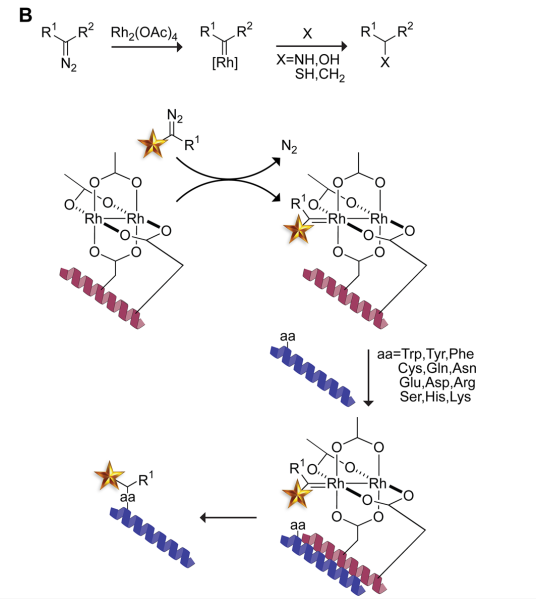 B
R1 R2
N2
Rh2(OAc)4
R1 R2
[Rh]
X
X=NH,OH
SH,CH2
R1 R2
X
N2
R1
N2
O O
O O
Rh Rh
O O
O O
R1
O O
O O
Rh Rh
O O
O O
aa
aa=Trp,Tyr,Phe
Cys,Gln,Asn
Glu,Asp,Arg
Ser,His,Lys
R1
aa
O O
R1 O O
Rh Rh
O O
O O
aa